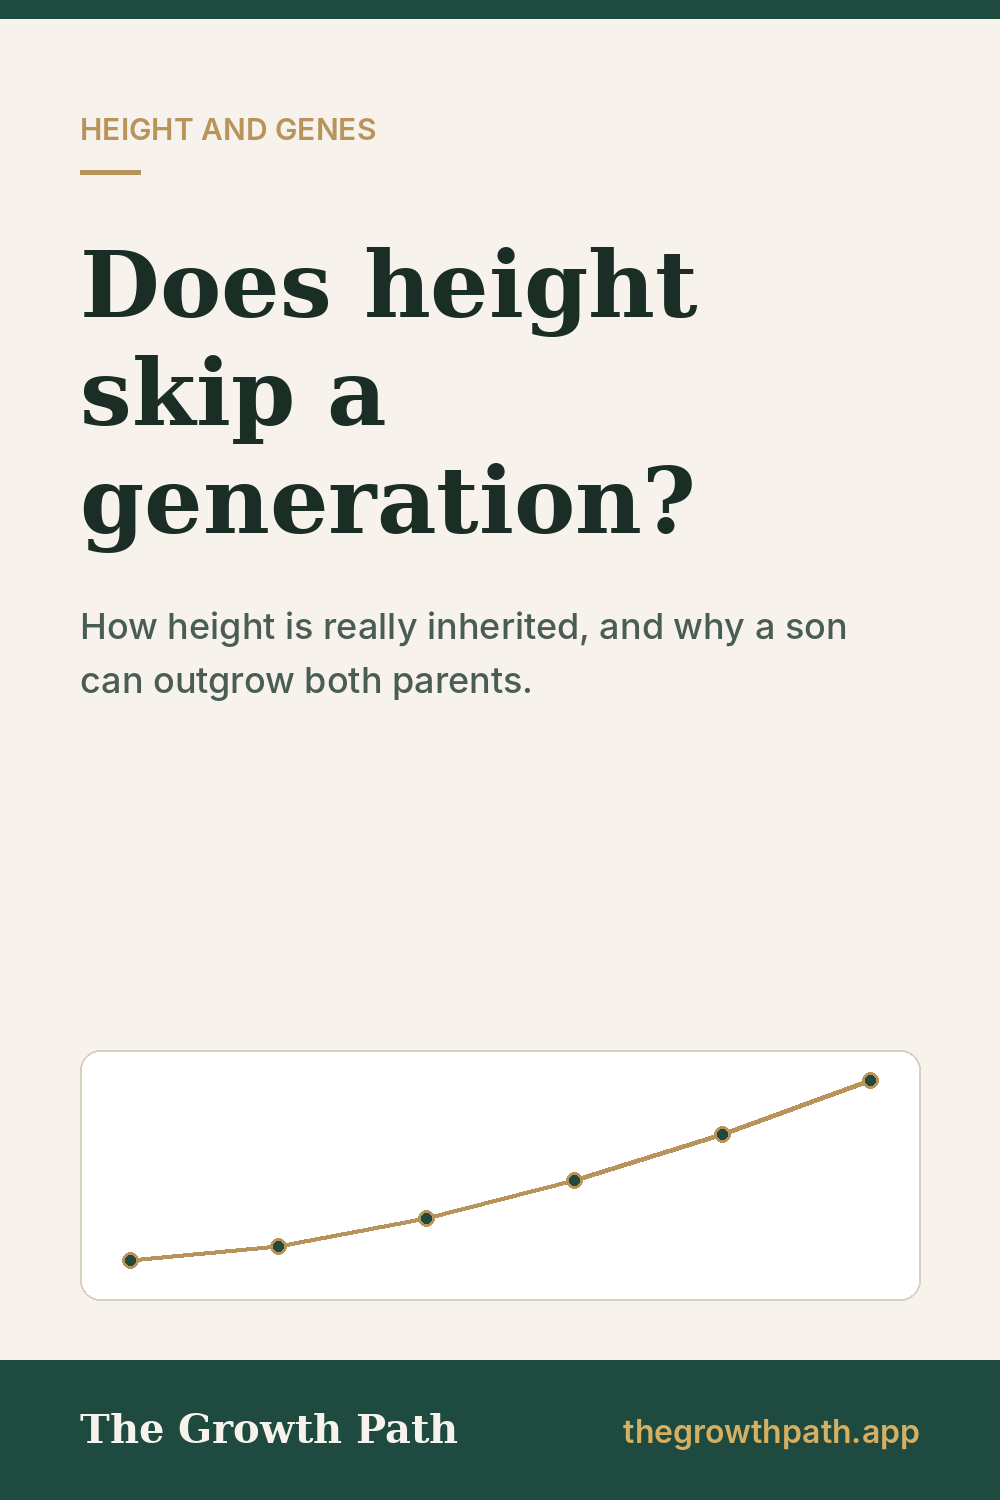 HEIGHT AND GENES
Does height
skip a
generation?
How height is really inherited, and why a son
can outgrow both parents.
The Growth Path
thegrowthpath.app